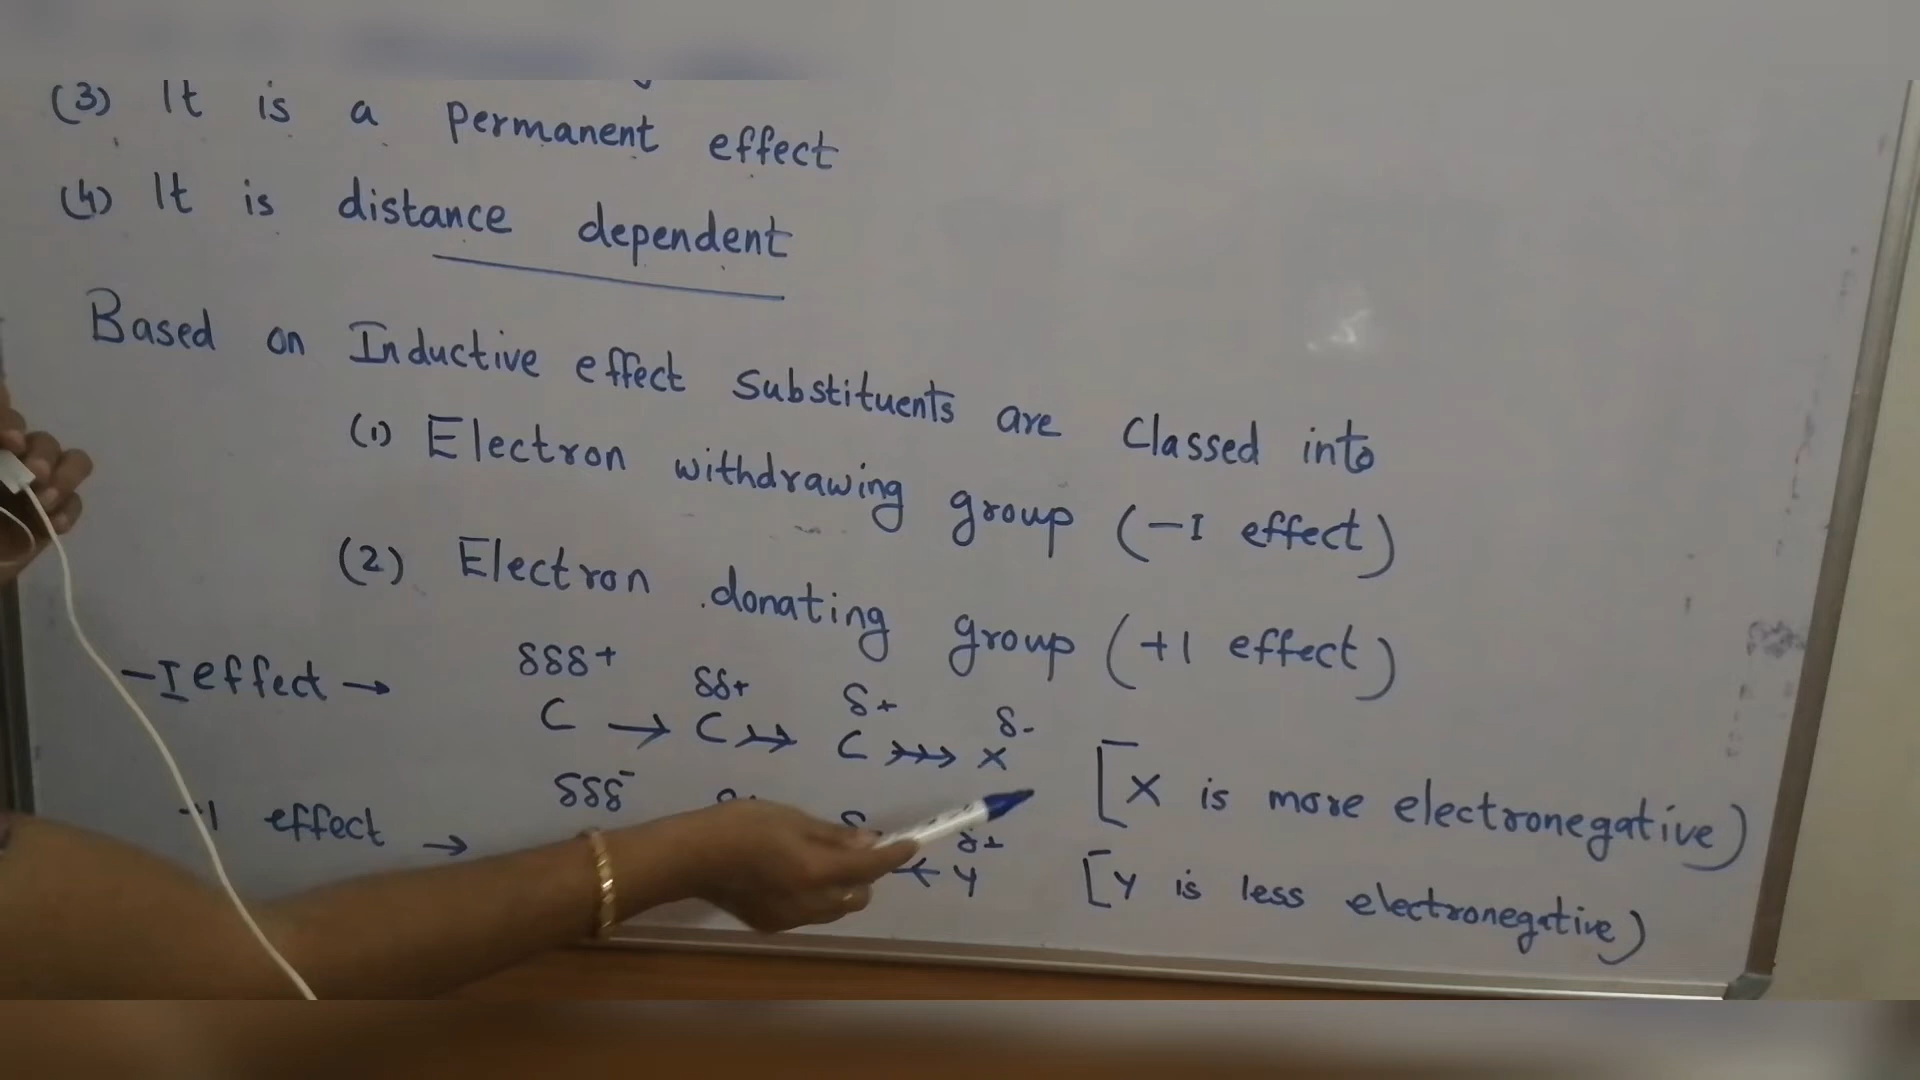 (3) It is a permanent effect
(4) It is distance dependent
Based on Inductive effect substituents are classed into
(1) Electron withdrawing group (-I effect)
(2) Electron donating group (+I effect)
δδδ+ δδ+ δ+ δ-
-I effect → C → C →→ C →→→ X [X is more electronegative)
δδδ- δ+
+I effect → ← Y [Y is less electronegative)